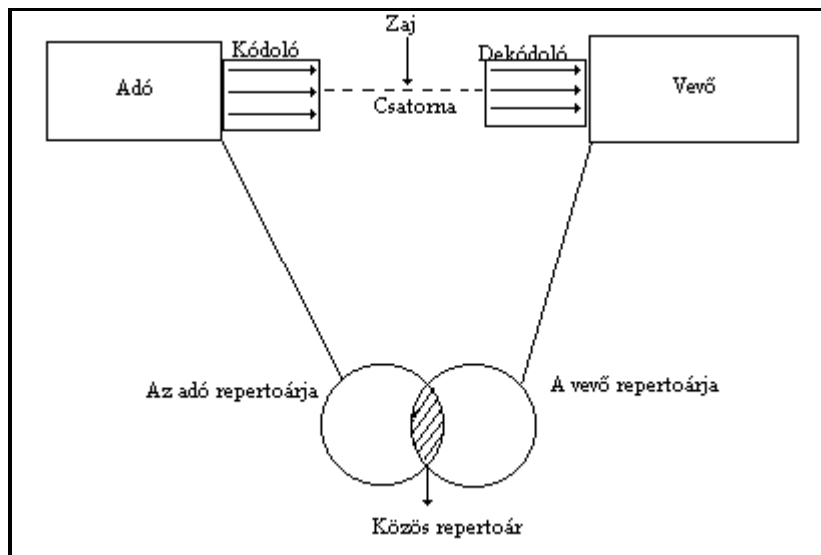 Zaj
Kódoló
Dekódoló
Adó
Vevő
Csatorna
Az adó repertoárja
A vevő repertoárja
Közös repertoár